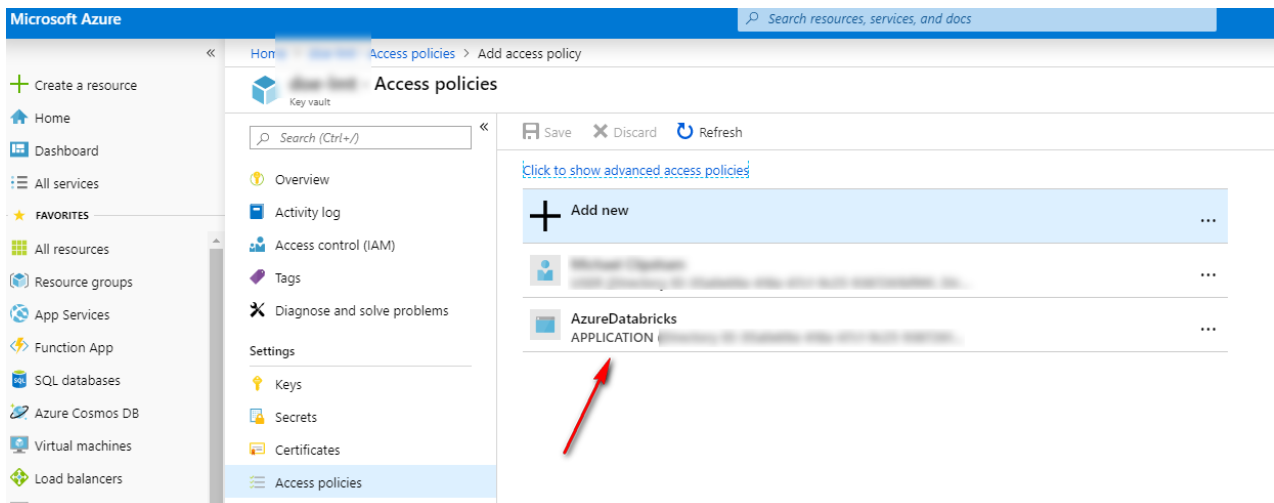 Microsoft Azure
Search resources, services, and docs
Access policies > Add access policy
Create a resource
Home
Dashboard
All services
FAVORITES
All resources
Resource groups
App Services
Function App
SQL databases
Azure Cosmos DB
Virtual machines
Load balancers
Access policies
Key vault
Search (Ctrl+/)
Overview
Activity log
Access control (IAM)
Tags
Diagnose and solve problems
Settings
Keys
Secrets
Certificates
Access policies
Save Discard Refresh
Click to show advanced access policies
Add new
AzureDatabricks
APPLICATION